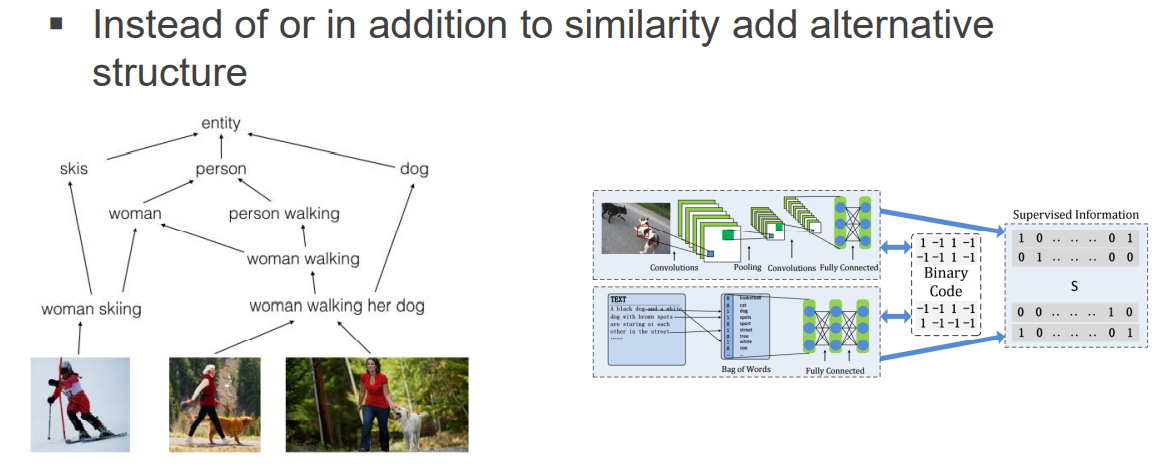 ▪ Instead of or in addition to similarity add alternative
structure
entity
skis
person
dog
woman
person walking
woman walking
woman skiing
woman walking her dog
Convolutions
Pooling
Convolutions
Fully Connected
TEXT
A black dog and a white
dog with brown spots
are staring at each
other in the street
......
basketball
cat
dog
spots
sport
street
tree
white
zoo
Bag of Words
Fully Connected
1 -1 1 -1
-1 -1 1 -1
Binary
Code
-1 -1 1 -1
1 -1 -1 -1
Supervised Information
1 0 .. .. .. 0 1
0 1 .. .. .. 0 0
S
0 0 .. .. .. 1 0
1 0 .. .. .. 0 1